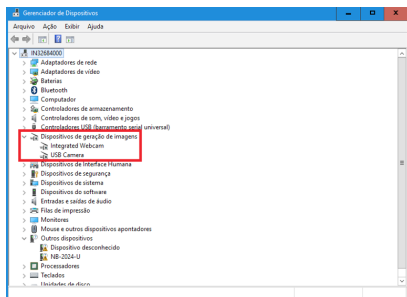 Gerenciador de Dispositivos
Arquivo Ação Exibir Ajuda
IN32684000
Adaptadores de rede
Adaptadores de vídeo
Baterias
Bluetooth
Computador
Controladores de armazenamento
Controladores de som, vídeo e jogos
Controladores USB (barramento serial universal)
Dispositivos de geração de imagens
Integrated Webcam
USB Camera
Dispositivos de Interface Humana
Dispositivos de segurança
Dispositivos de sistema
Dispositivos do software
Entradas e saídas de áudio
Filas de impressão
Monitores
Mouse e outros dispositivos apontadores
Outros dispositivos
Dispositivo desconhecido
NB-2024-U
Processadores
Teclados
Unidades de disco